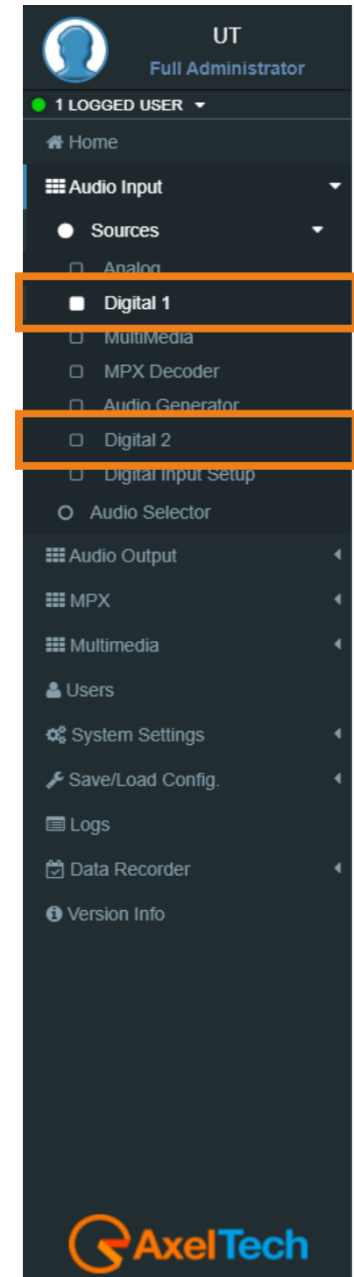 UT
Full Administrator
1 LOGGED USER
Home
Audio Input
Sources
Analog
Digital 1
MultiMedia
MPX Decoder
Audio Generator
Digital 2
Digital Input Setup
Audio Selector
Audio Output
MPX
Multimedia
Users
System Settings
Save/Load Config.
Logs
Data Recorder
Version Info
AxelTech